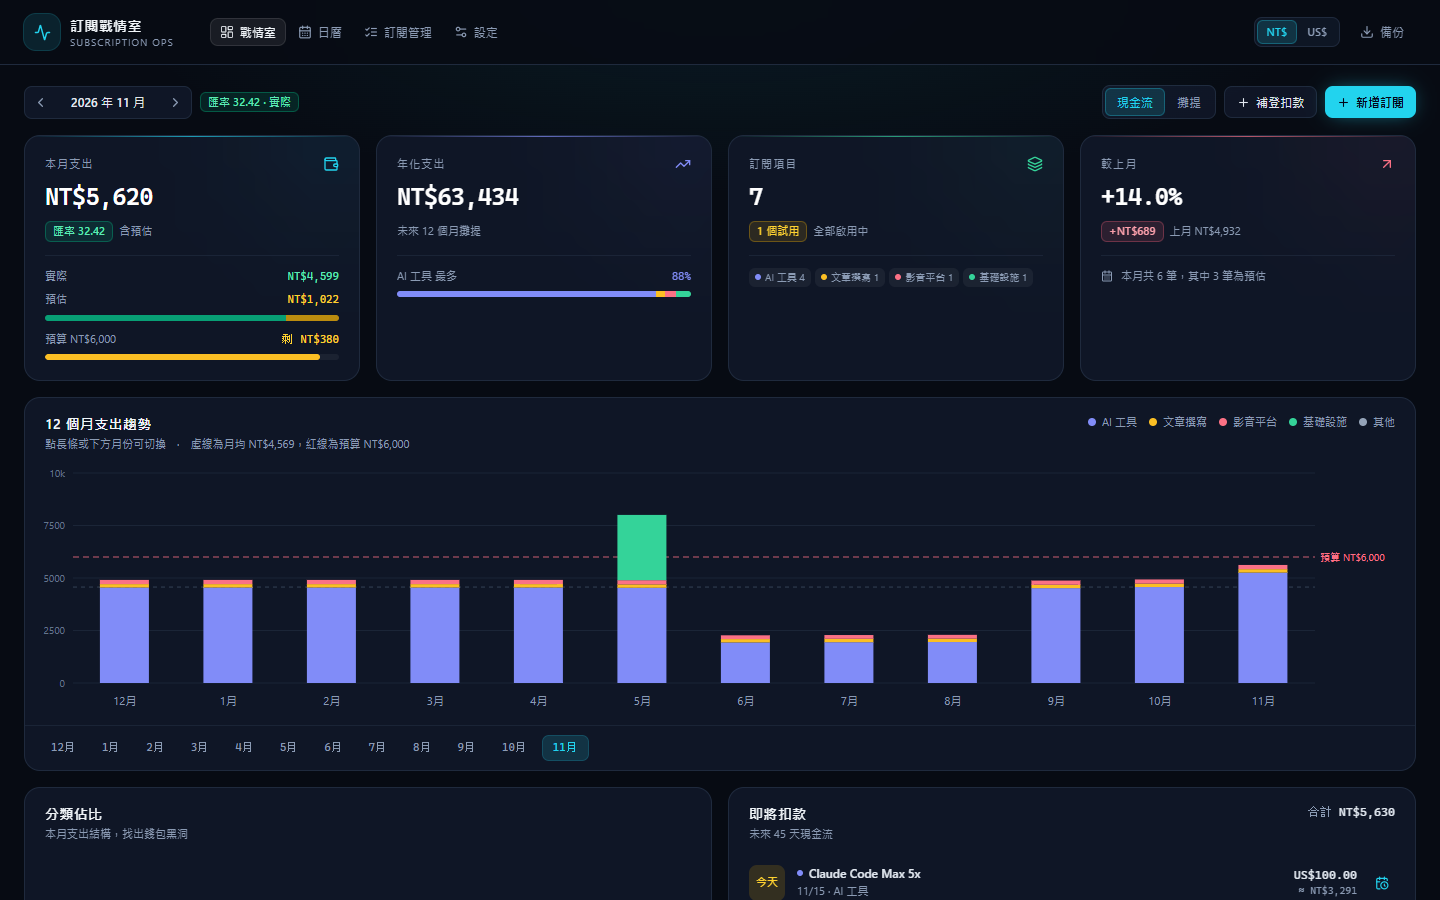 訂閱戰情室
SUBSCRIPTION OPS
戰情室
日曆
訂閱管理
設定
NT$
US$
備份
2026 年 11 月
匯率 32.42 · 實際
現金流
攤提
補登扣款
新增訂閱
本月支出
NT$5,620
匯率 32.42
含預估
實際
NT$4,599
預估
NT$1,022
預算 NT$6,000
剩 NT$380
年化支出
NT$63,434
未來 12 個月攤提
AI 工具 最多
88%
訂閱項目
7
1 個試用
全部啟用中
AI 工具 4
文章撰寫 1
影音平台 1
基礎設施 1
較上月
+14.0%
+NT$689
上月 NT$4,932
本月共 6 筆，其中 3 筆為預估
12 個月支出趨勢
點長條或下方月份可切換 · 虛線為月均 NT$4,569，紅線為預算 NT$6,000
AI 工具
文章撰寫
影音平台
基礎設施
其他
10k
7500
5000
2500
0
預算 NT$6,000
12月
1月
2月
3月
4月
5月
6月
7月
8月
9月
10月
11月
12月
1月
2月
3月
4月
5月
6月
7月
8月
9月
10月
11月
分類佔比
本月支出結構，找出錢包黑洞
即將扣款
未來 45 天現金流
合計 NT$5,630
今天
Claude Code Max 5x
11/15 · AI 工具
US$100.00
≈ NT$3,291